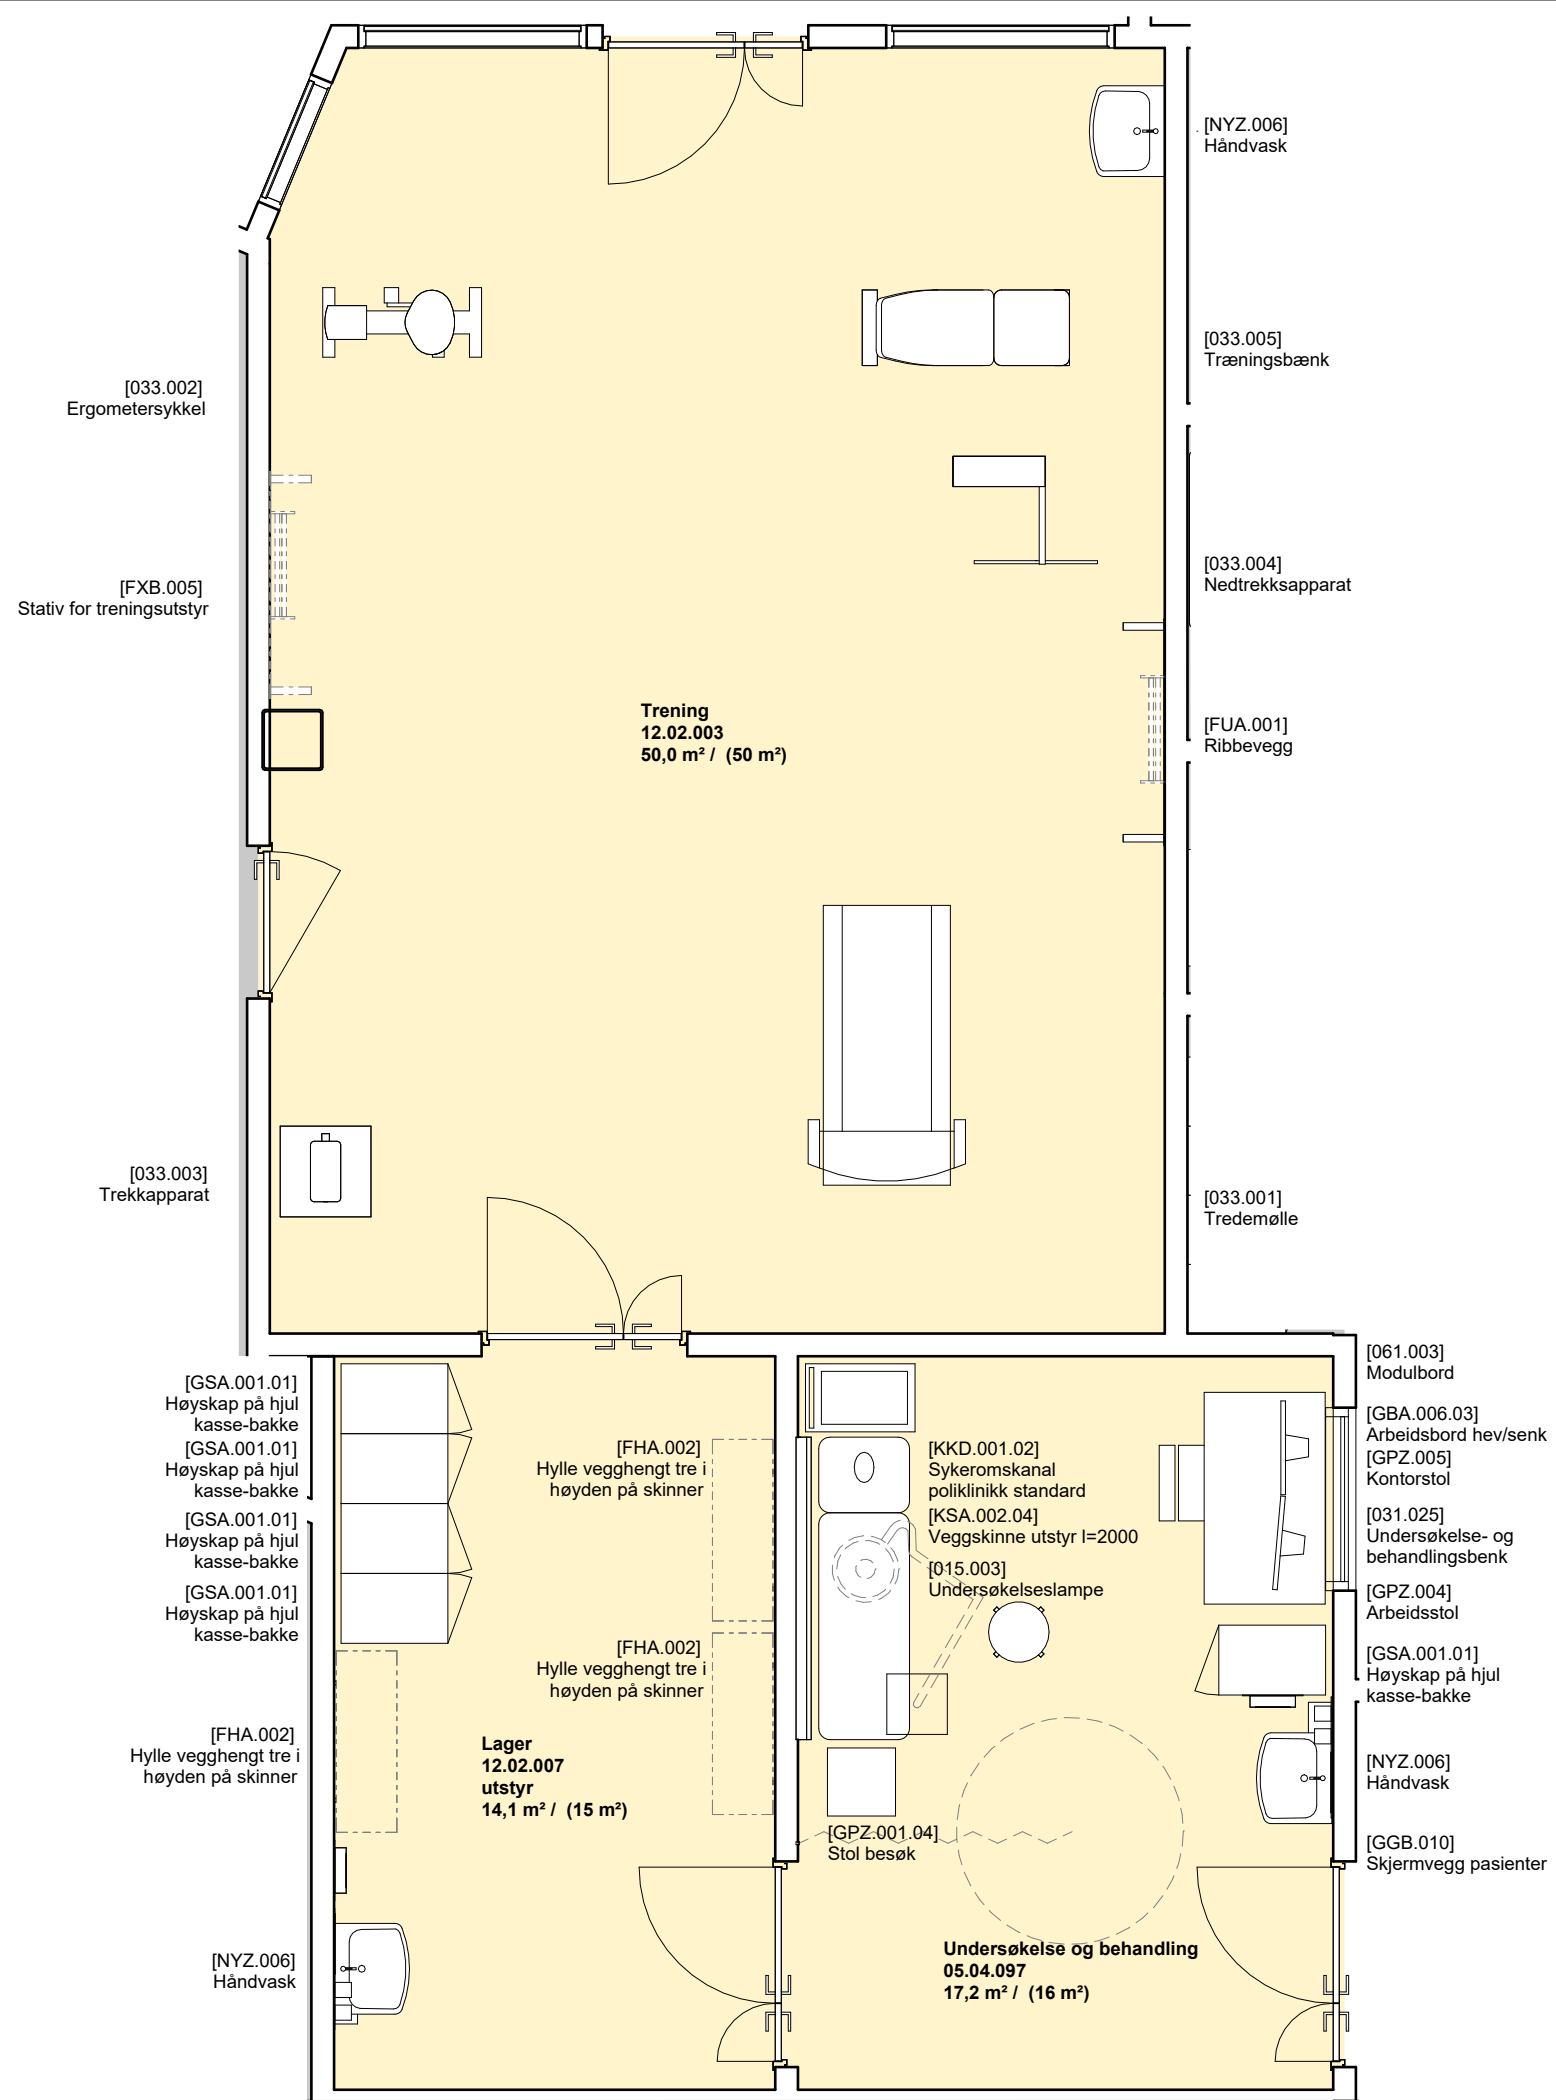 [NYZ.006]
Håndvask
[033.005]
Træningsbænk
[033.002]
Ergometersykkel
[033.004]
Nedtrekksapparat
[FXB.005]
Stativ for treningsutstyr
Trening
12.02.003
50,0 m² / (50 m²)
[FUA.001]
Ribbevegg
[033.003]
Trekkapparat
[033.001]
Tredemølle
[GSA.001.01]
Høyskap på hjul
kasse-bakke
[GSA.001.01]
Høyskap på hjul
kasse-bakke
[GSA.001.01]
Høyskap på hjul
kasse-bakke
[GSA.001.01]
Høyskap på hjul
kasse-bakke
[FHA.002]
Hylle vegghengt tre i
høyden på skinner
[NYZ.006]
Håndvask
[FHA.002]
Hylle vegghengt tre i
høyden på skinner
[FHA.002]
Hylle vegghengt tre i
høyden på skinner
Lager
12.02.007
utstyr
14,1 m² / (15 m²)
[KKD.001.02]
Sykeromskanal
poliklinikk standard
[KSA.002.04]
Veggskinne utstyr l=2000
[015.003]
Undersøkelseslampe
[GPZ.001.04]
Stol besøk
Undersøkelse og behandling
05.04.097
17,2 m² / (16 m²)
[061.003]
Modulbord
[GBA.006.03]
Arbeidsbord hev/senk
[GPZ.005]
Kontorstol
[031.025]
Undersøkelse- og
behandlingsbenk
[GPZ.004]
Arbeidsstol
[GSA.001.01]
Høyskap på hjul
kasse-bakke
[NYZ.006]
Håndvask
[GGB.010]
Skjermvegg pasienter